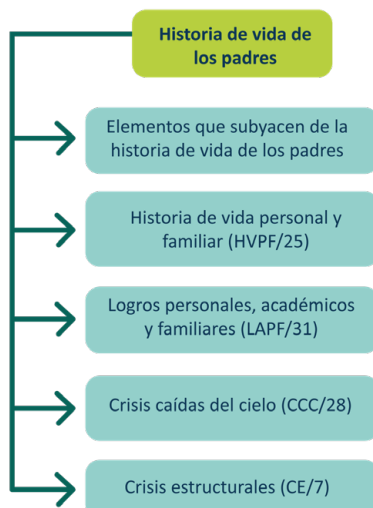 Historia de vida de
los padres
Elementos que subyacen de la
historia de vida de los padres
Historia de vida personal y
familiar (HVPF/25)
Logros personales, académicos
y familiares (LAPF/31)
Crisis caídas del cielo (CCC/28)
Crisis estructurales (CE/7)